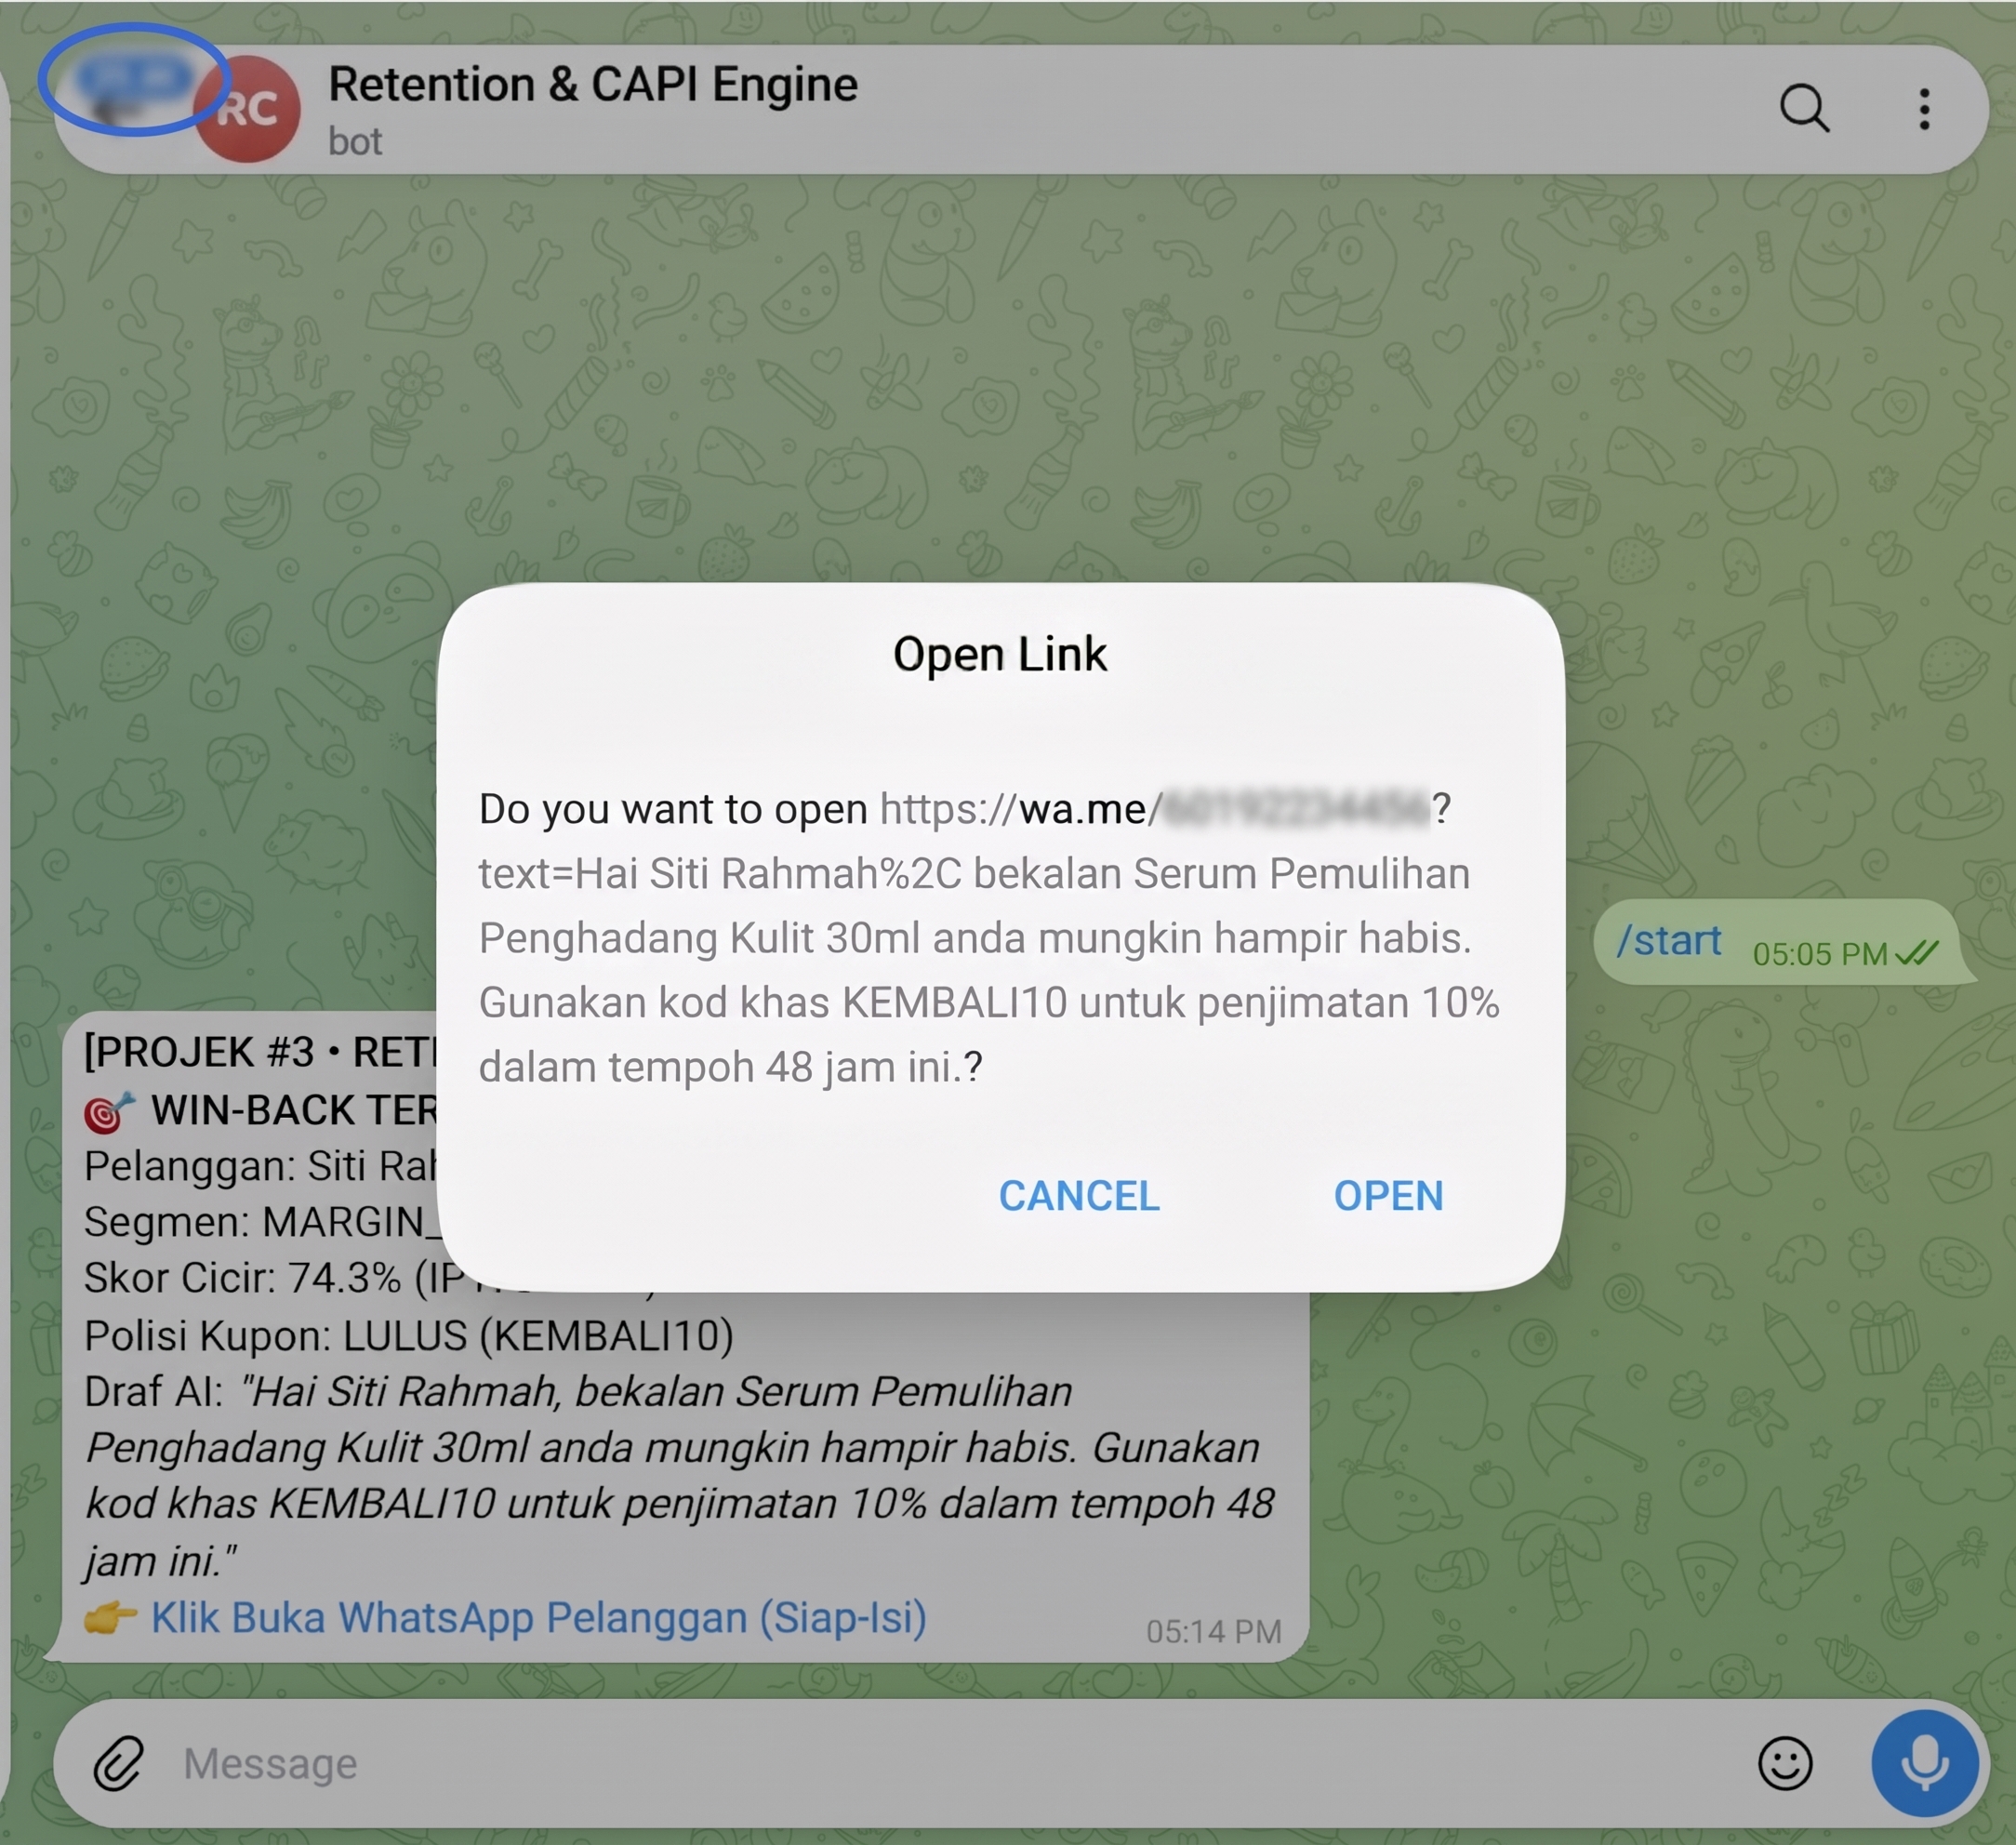 RC
Retention & CAPI Engine
bot
/start 05:05 PM
Open Link
Do you want to open https://wa.me/?
text=Hai Siti Rahmah%2C bekalan Serum Pemulihan
Penghadang Kulit 30ml anda mungkin hampir habis.
Gunakan kod khas KEMBALI10 untuk penjimatan 10%
dalam tempoh 48 jam ini.?
CANCEL OPEN
[PROJEK #3 •
🎯 WIN-BACK
Pelanggan: Siti
Segmen:
Skor Cicir: 74.3%
Polisi Kupon: LULUS (KEMBALI10)
Draf AI: "Hai Siti Rahmah, bekalan Serum Pemulihan
Penghadang Kulit 30ml anda mungkin hampir habis. Gunakan
kod khas KEMBALI10 untuk penjimatan 10% dalam tempoh 48
jam ini."
👉 Klik Buka WhatsApp Pelanggan (Siap-Isi)
05:14 PM
Message